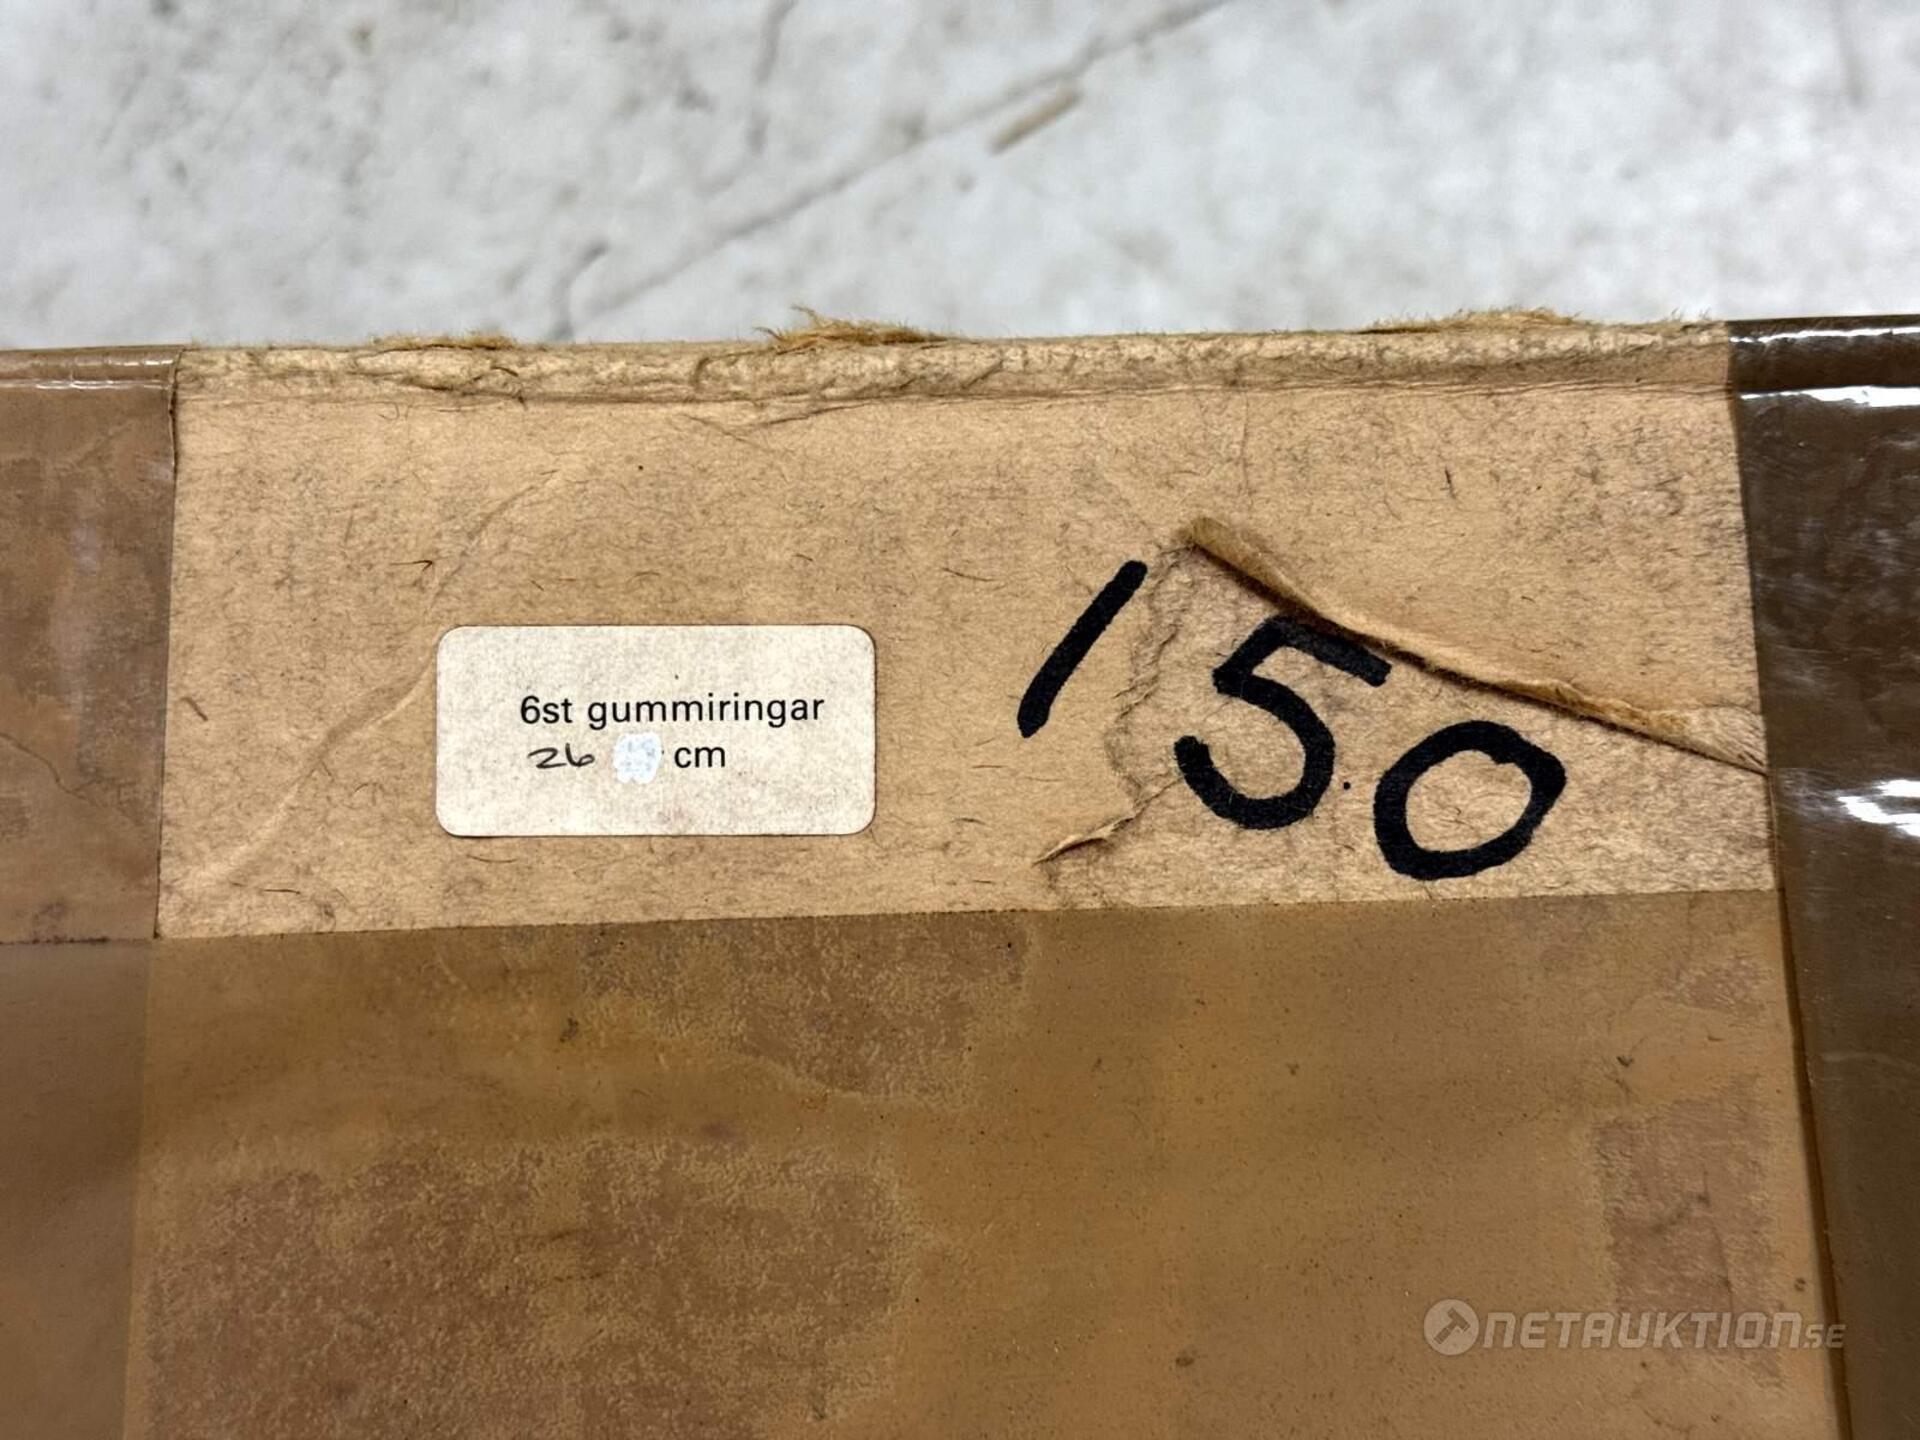 6st gummiringar
26 cm
150
NETAUKTION.SE